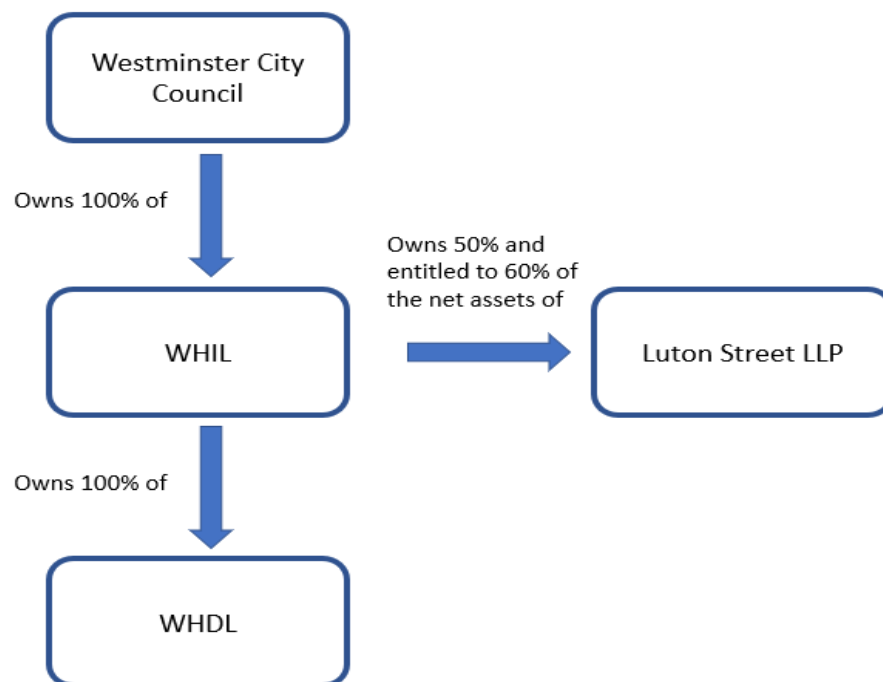 Westminster City
Council
Owns 100% of
Owns 50% and
entitled to 60% of
the net assets of
WHIL
Luton Street LLP
Owns 100% of
WHDL